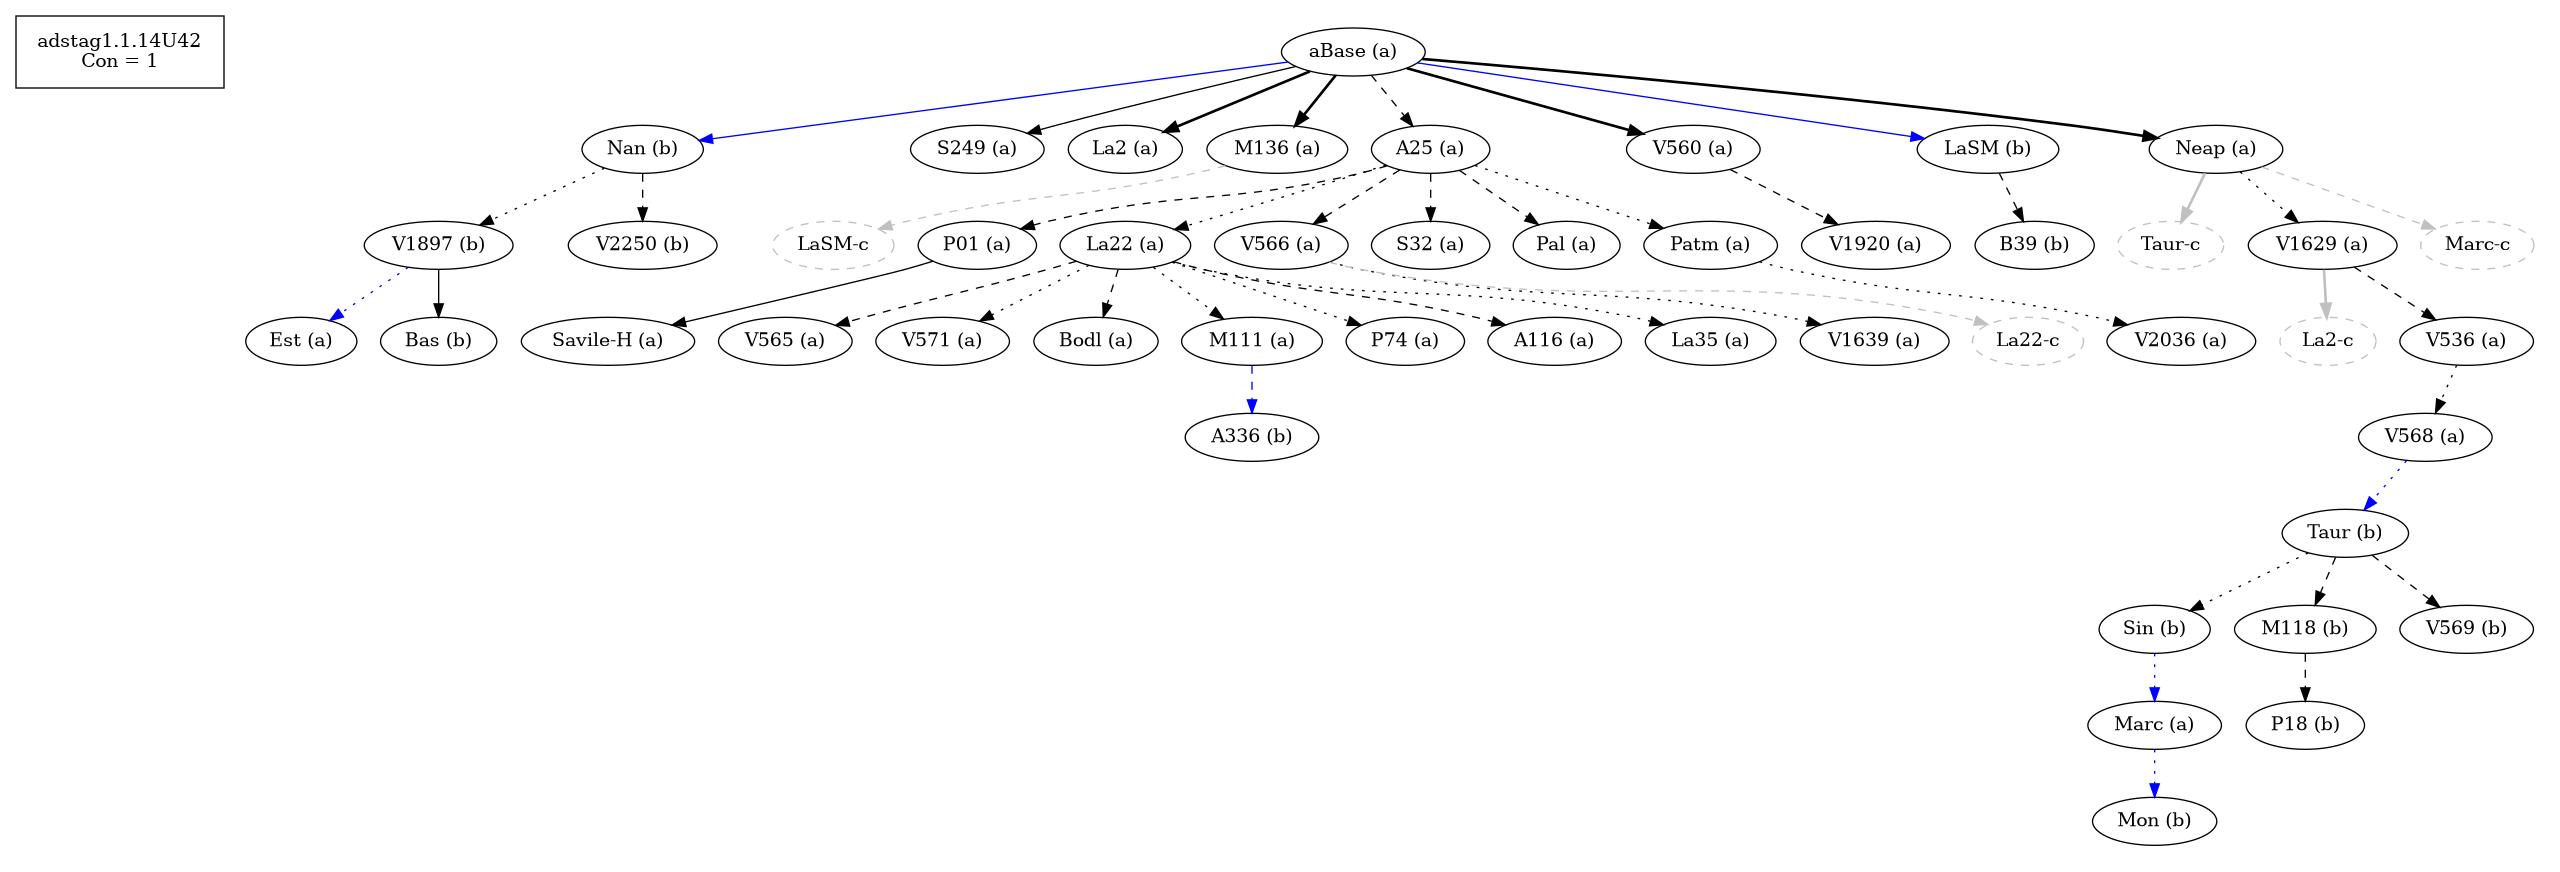 adstag1.1.14U42
Con = 1
aBase (a)
Nan (b)
S249 (a)
La2 (a)
M136 (a)
A25 (a)
V560 (a)
LaSM (b)
Neap (a)
V1897 (b)
V2250 (b)
LaSM-c
P01 (a)
La22 (a)
V566 (a)
S32 (a)
Pal (a)
Patm (a)
V1920 (a)
B39 (b)
Taur-c
V1629 (a)
Marc-c
Est (a)
Bas (b)
Savile-H (a)
V565 (a)
V571 (a)
Bodl (a)
M111 (a)
P74 (a)
A116 (a)
La35 (a)
V1639 (a)
La22-c
V2036 (a)
La2-c
V536 (a)
A336 (b)
V568 (a)
Taur (b)
Sin (b)
M118 (b)
V569 (b)
Marc (a)
P18 (b)
Mon (b)